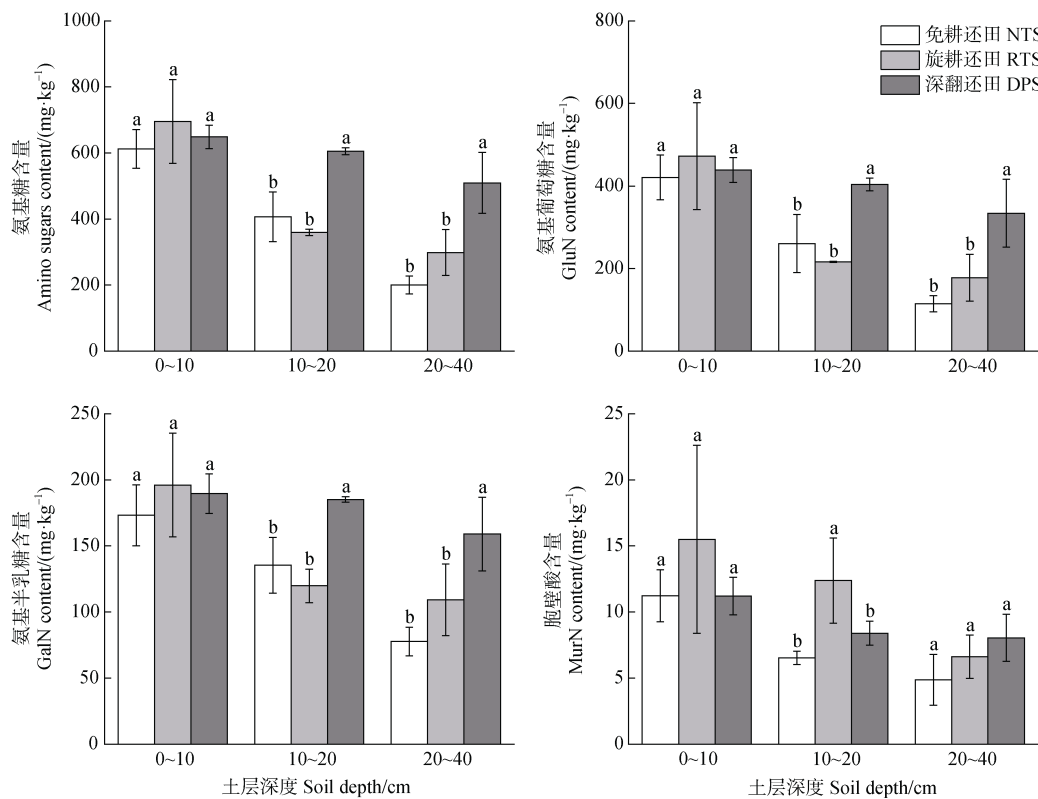 1000
800
600
400
200
0
氨基糖含量
Amino sugars content/(mg·kg⁻¹)
a
a
a
b
b
a
b
b
a
0~10
10~20
20~40
800
600
400
200
0
氨基葡萄糖含量
GluN content/(mg·kg⁻¹)
免耕还田 NTS
旋耕还田 RTS
深翻还田 DPS
a
a
a
b
b
a
b
b
a
0~10
10~20
20~40
250
200
150
100
50
0
氨基半乳糖含量
GalN content/(mg·kg⁻¹)
a
a
a
b
b
a
b
b
a
0~10
10~20
20~40
土层深度 Soil depth/cm
25
20
15
10
5
0
胞壁酸含量
MurN content/(mg·kg⁻¹)
a
a
a
b
a
b
a
a
a
0~10
10~20
20~40
土层深度 Soil depth/cm